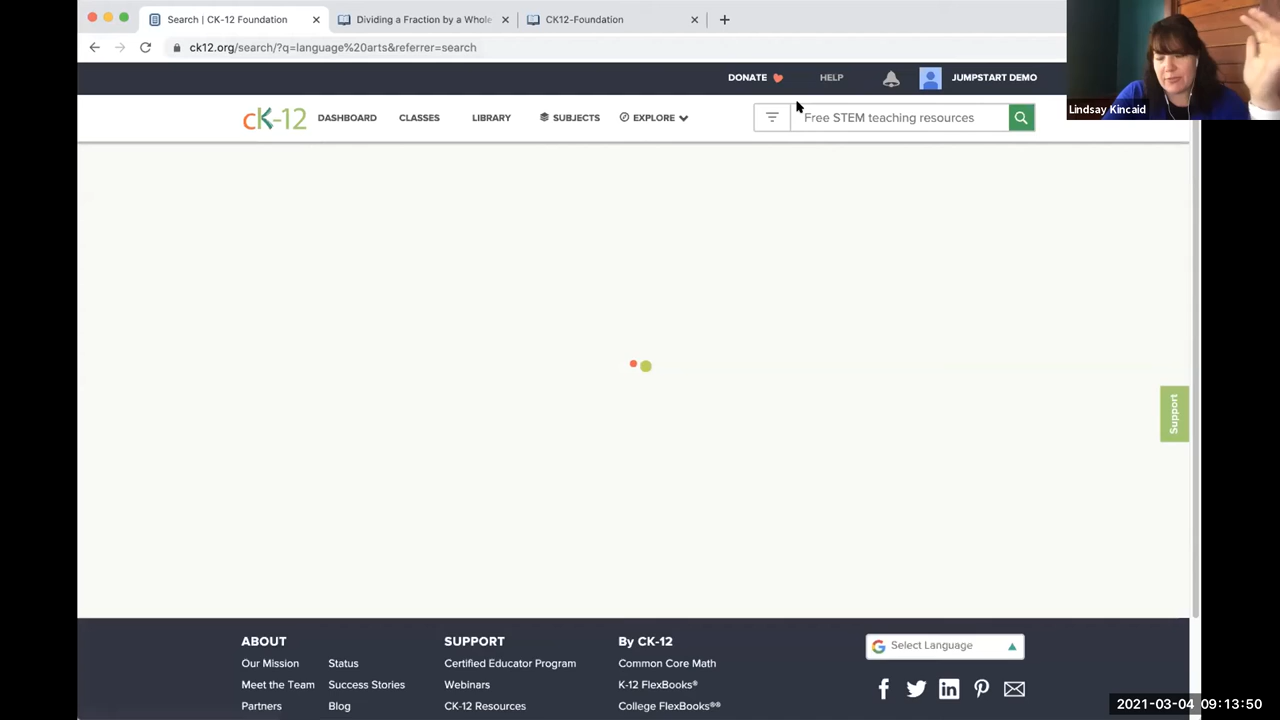 Search | CK-12 Foundation
Dividing a Fraction by a Whole
CK12-Foundation
ck12.org/search/?q=language%20arts&referrer=search
DONATE
HELP
JUMPSTART DEMO
Lindsay Kincaid
cK-12
DASHBOARD
CLASSES
LIBRARY
SUBJECTS
EXPLORE
Free STEM teaching resources
Support
ABOUT
Our Mission
Status
Meet the Team
Success Stories
Partners
Blog
SUPPORT
Certified Educator Program
Webinars
CK-12 Resources
By CK-12
Common Core Math
K-12 FlexBooks®
College FlexBooks®®
G Select Language
2021-03-04 09:13:50